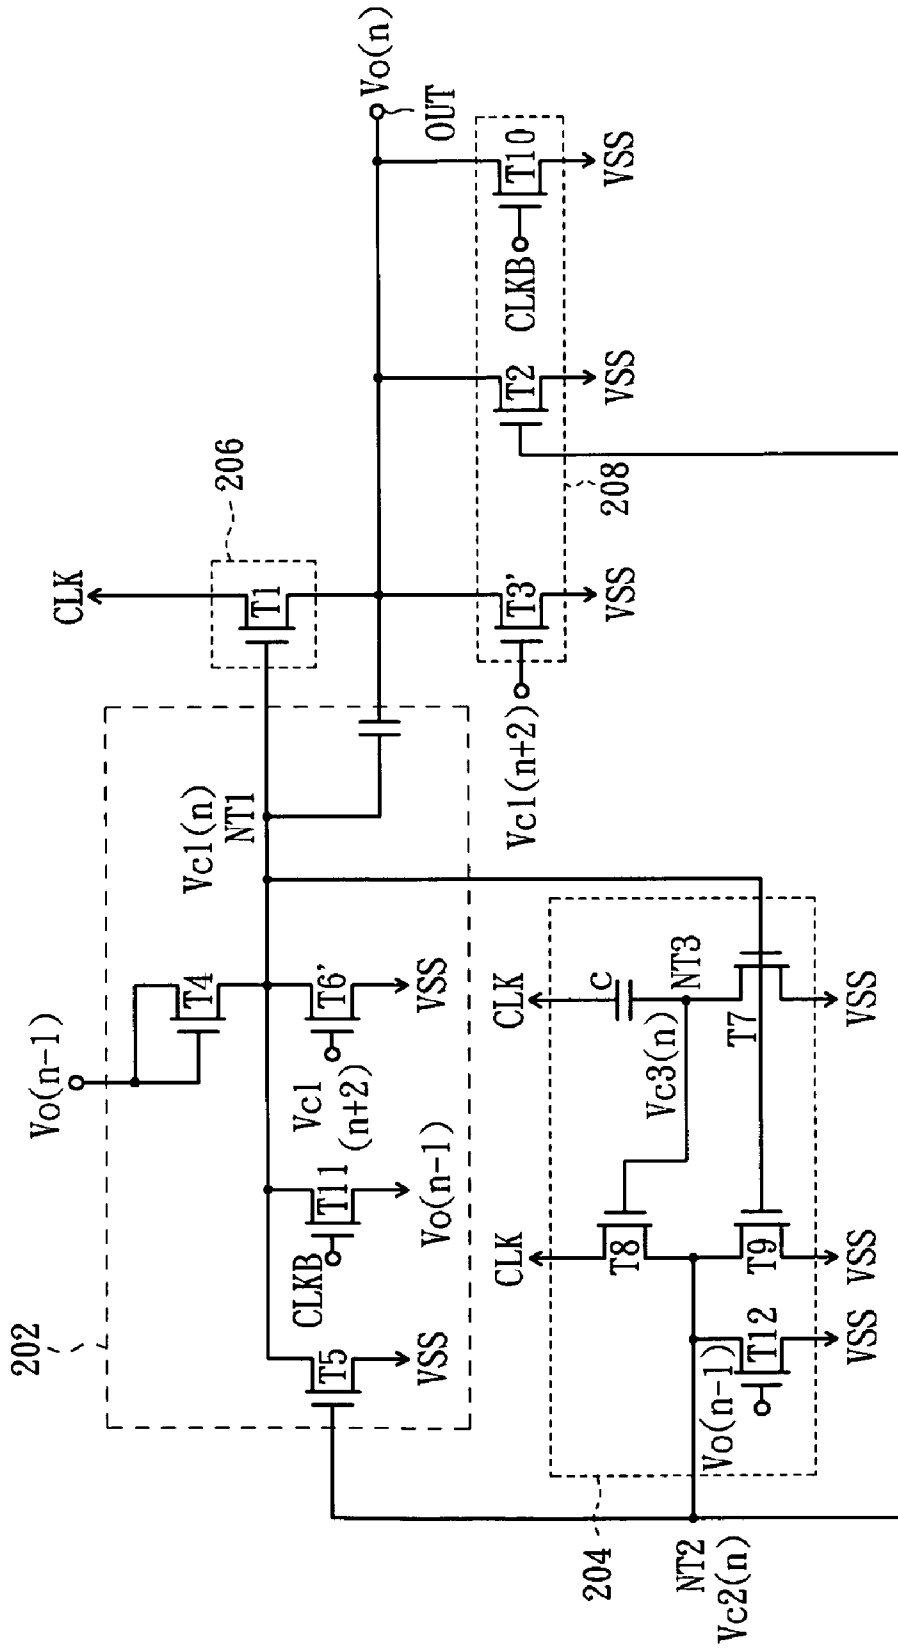 202
Vo(n-1)
CLK
206
T4
T1
Vc1(n)
NT1
Vo(n)
OUT
T5
VSS
CLKB
T11
Vo(n-1)
Vc1
(n+2)
T6'
VSS
Vc1(n+2)
T3'
VSS
T2
VSS
CLKB
T10
VSS
208
204
CLK
T8
Vc3(n)
CLK
C
NT3
T7
VSS
T9
VSS
Vo(n-1)
T12
VSS
NT2
Vc2(n)